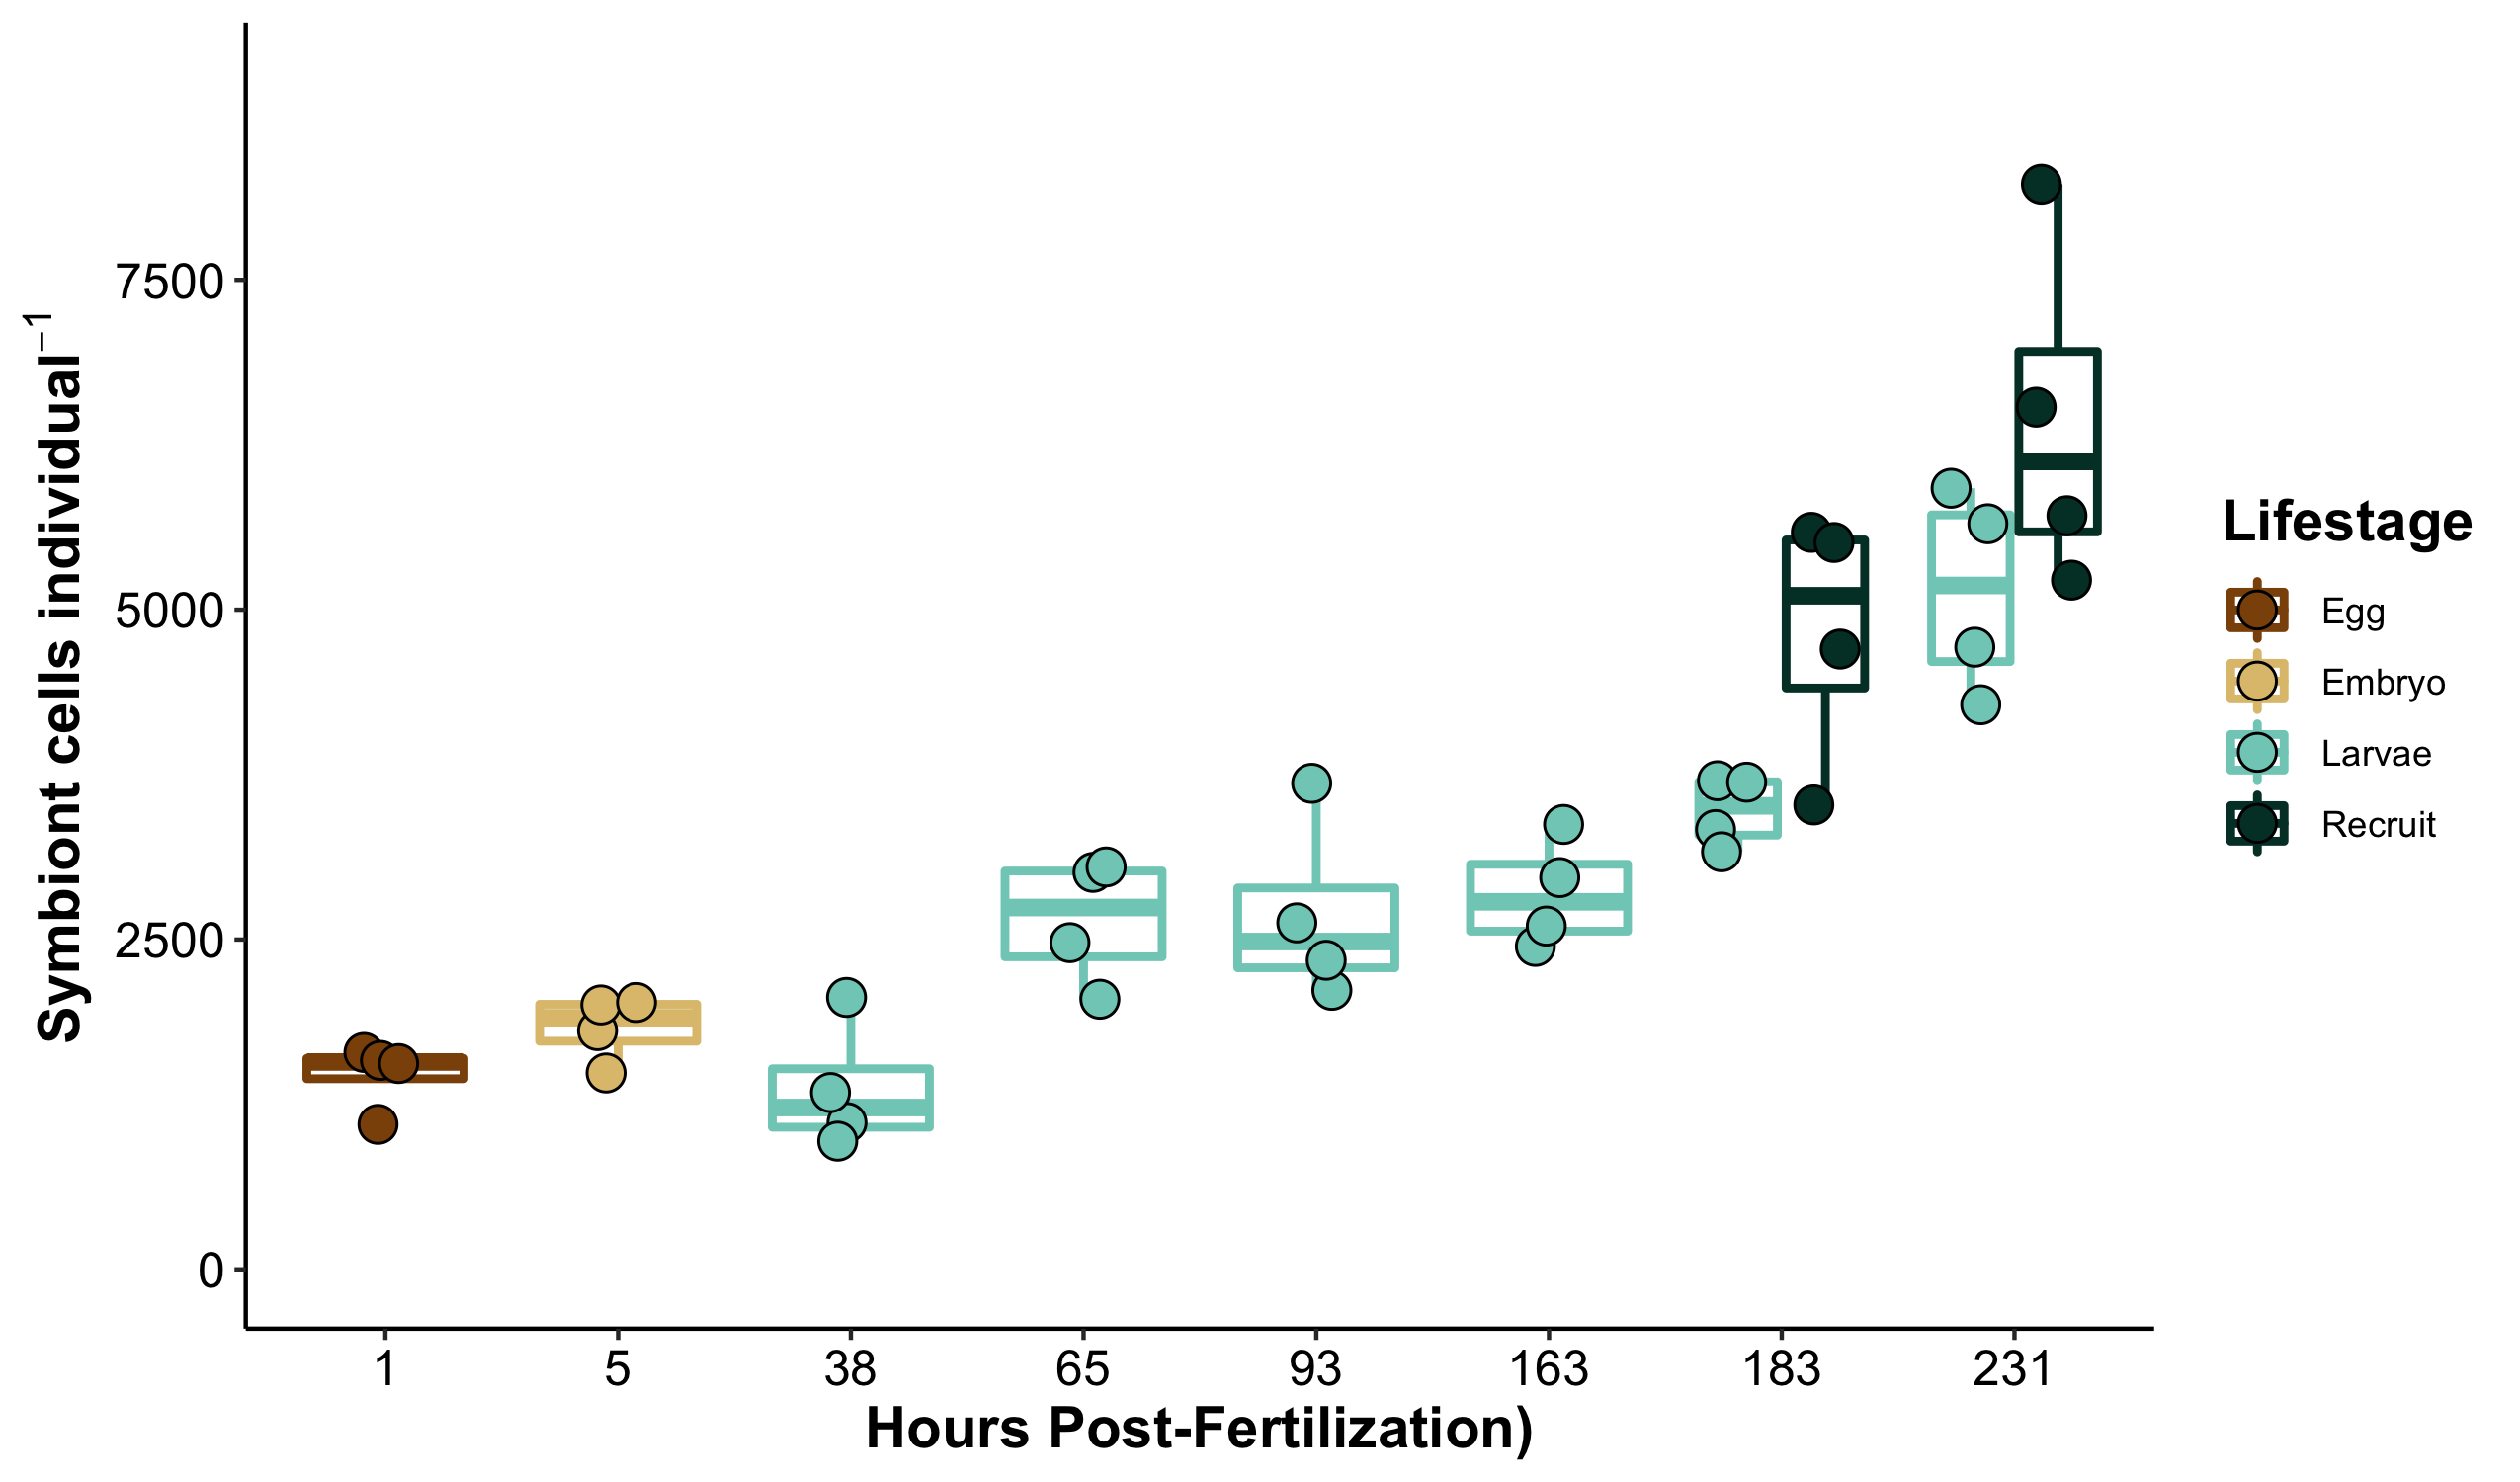 Symbiont cells individual⁻¹
7500
5000
2500
0
1 5 38 65 93 163 183 231
Hours Post-Fertilization)
Lifestage
Egg
Embryo
Larvae
Recruit